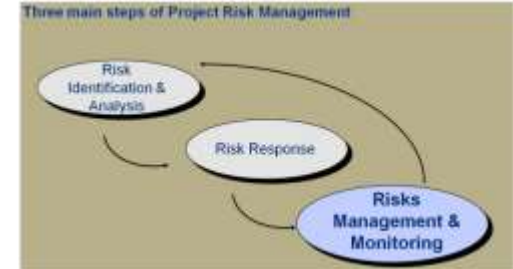 Three main steps of Project Risk Management
Risk
Identification &
Analysis
Risk Response
Risks
Management &
Monitoring